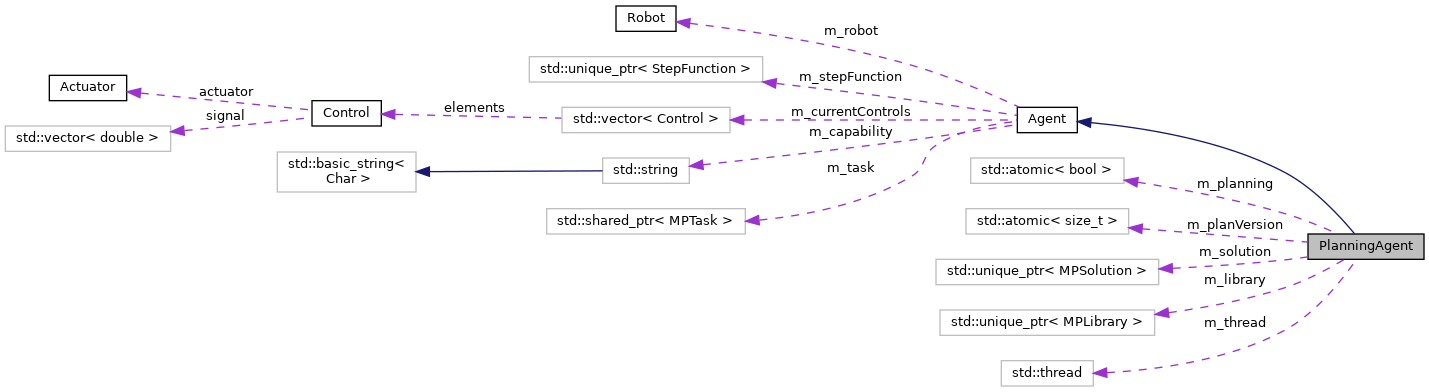 Robot
m_robot
std::unique_ptr< StepFunction >
m_stepFunction
Actuator
actuator
signal
std::vector< double >
Control
elements
std::vector< Control >
m_currentControls
Agent
m_capability
std::basic_string<
Char >
std::string
m_task
std::shared_ptr< MPTask >
std::atomic< bool >
m_planning
std::atomic< size_t >
m_planVersion
PlanningAgent
m_solution
std::unique_ptr< MPSolution >
m_library
std::unique_ptr< MPLibrary >
m_thread
std::thread